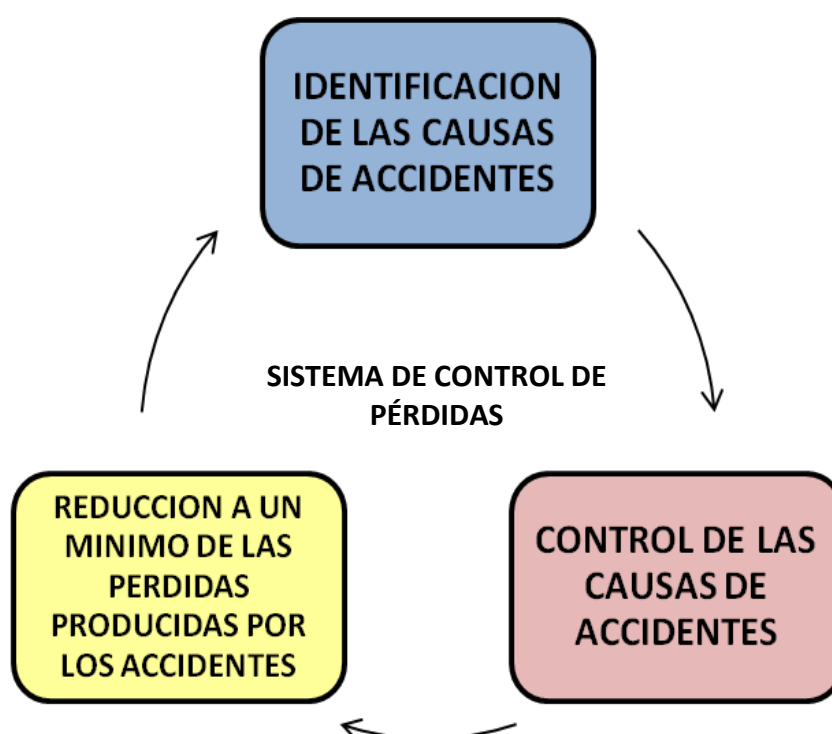 IDENTIFICACION
DE LAS CAUSAS
DE ACCIDENTES
SISTEMA DE CONTROL DE
PÉRDIDAS
REDUCCION A UN
MINIMO DE LAS
PERDIDAS
PRODUCIDAS POR
LOS ACCIDENTES
CONTROL DE LAS
CAUSAS DE
ACCIDENTES